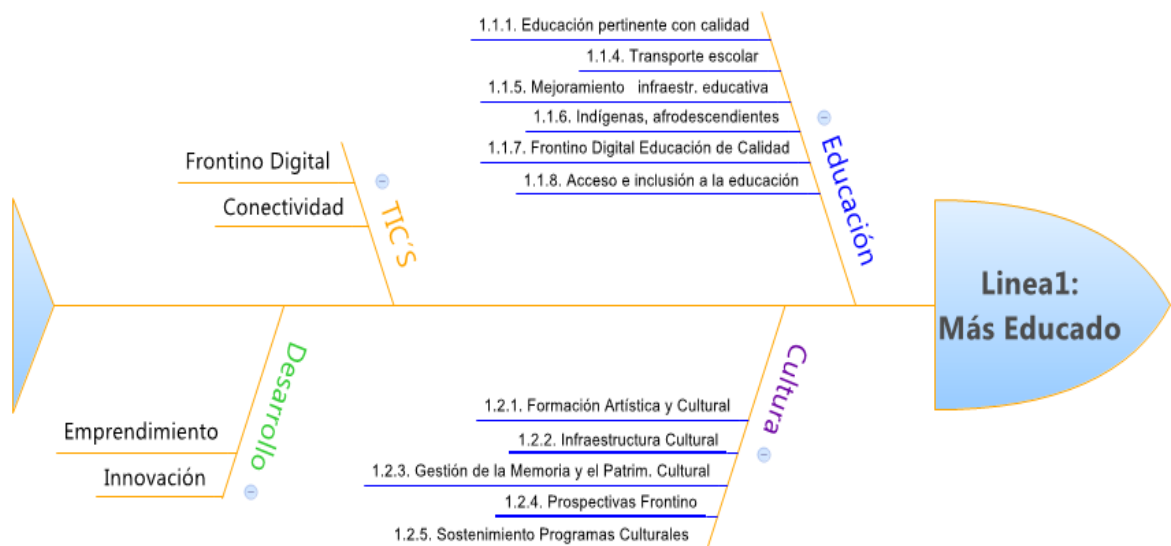 1.1.1. Educación pertinente con calidad
1.1.4. Transporte escolar
1.1.5. Mejoramiento infraestr. educativa
1.1.6. Indígenas, afrodescendientes
1.1.7. Frontino Digital Educación de Calidad
1.1.8. Acceso e inclusión a la educación
Educación
Frontino Digital
Conectividad
TIC´S
Linea1:
Más Educado
Desarrollo
Emprendimiento
Innovación
Cultura
1.2.1. Formación Artística y Cultural
1.2.2. Infraestructura Cultural
1.2.3. Gestión de la Memoria y el Patrim. Cultural
1.2.4. Prospectivas Frontino
1.2.5. Sostenimiento Programas Culturales